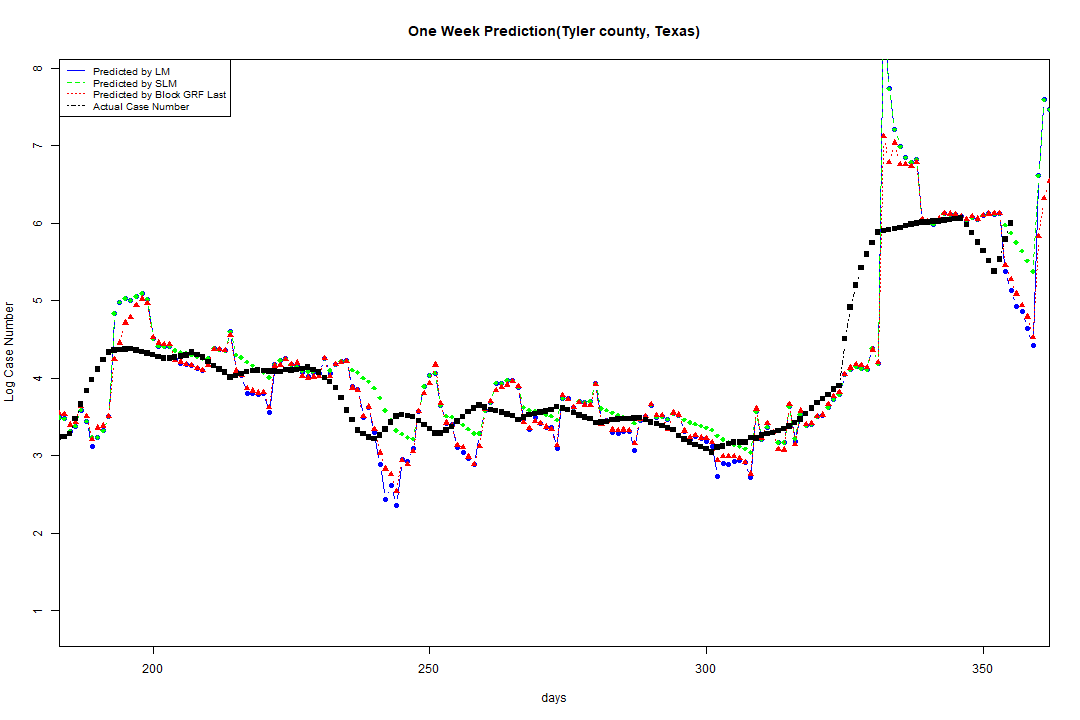 One Week Prediction(Tyler county, Texas)
Predicted by LM
Predicted by SLM
Predicted by Block GRF Last
Actual Case Number
8
7
6
5
4
3
2
1
Log Case Number
200 250 300 350
days